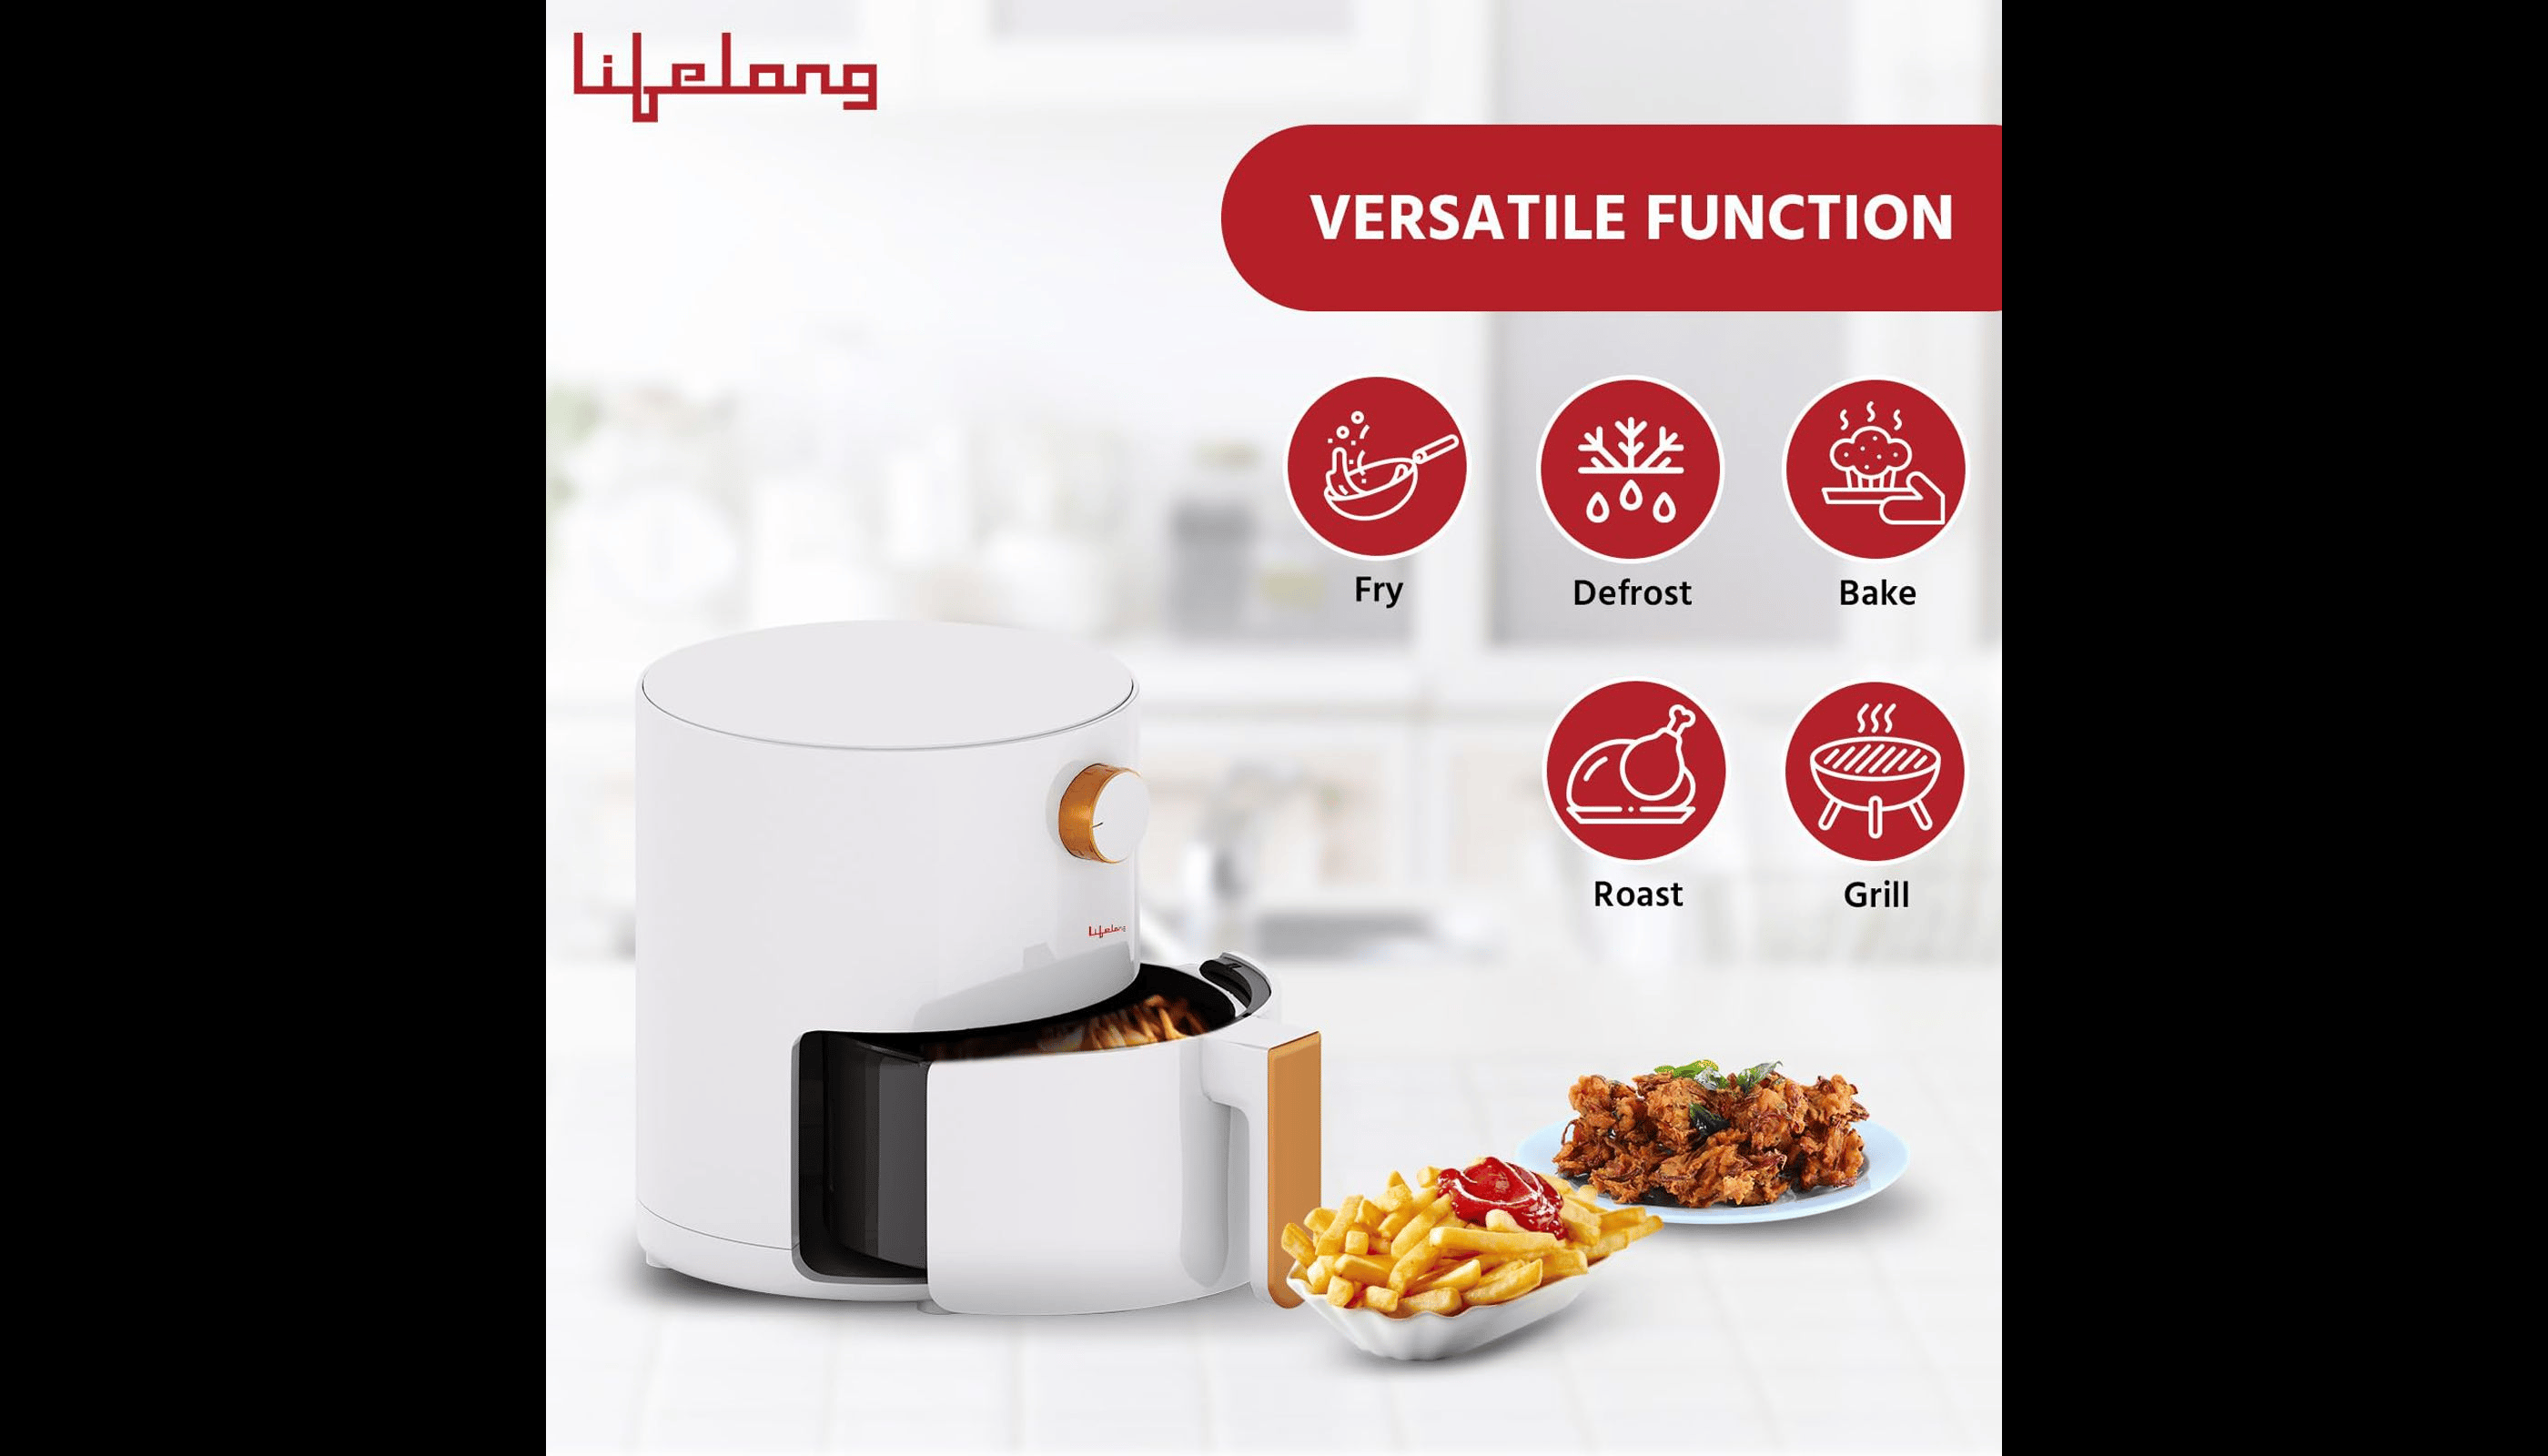 Lifelong
VERSATILE FUNCTION
Fry
Defrost
Bake
Roast
Grill
Lifelong